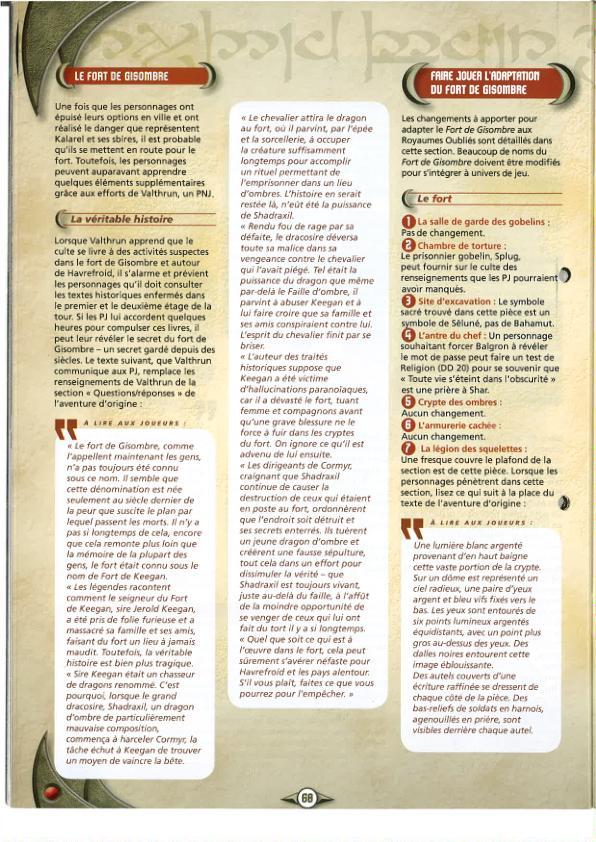 LE FORT DE GISOMBRE
Une fois que les personnages ont
épuisé leurs options en ville et ont
réalisé le danger que représentent
Kalarel et ses sbires, il est probable
qu'ils se mettent en route pour le
fort. Toutefois, les personnages
peuvent auparavant apprendre
quelques éléments supplémentaires
grâce aux efforts de Valthrun, un PNJ.
La véritable histoire
Lorsque Valthrun apprend que le
culte se livre à des activités suspectes
dans le fort de Gisombre et autour
de Havrefroid, il s'alarme et prévient
les personnages qu'il doit consulter
les textes historiques enfermés dans
le premier et le deuxième étage de la
tour. Si les PJ lui accordent quelques
heures pour compulser ces livres, il
peut leur révéler le secret du fort de
Gisombre – un secret gardé depuis des
siècles. Le texte suivant, que Valthrun
communique aux PJ, remplace les
renseignements de Valthrun de la
section « Questions/réponses » de
l'aventure d'origine :
À LIRE AUX JOUEURS :
« Le fort de Gisombre, comme
l'appellent maintenant les gens,
n'a pas toujours été connu
sous ce nom. Il semble que
cette dénomination est née
seulement au siècle dernier de
la peur que suscite le plan par
lequel passent les morts. Il n'y a
pas si longtemps de cela, encore
que cela remonte plus loin que
la mémoire de la plupart des
gens, le fort était connu sous le
nom de Fort de Keegan.
« Les légendes racontent
comment le seigneur du Fort
de Keegan, sire Jerold Keegan,
a été pris de folie furieuse et a
massacré sa famille et ses amis,
faisant du fort un lieu à jamais
maudit. Toutefois, la véritable
histoire est bien plus tragique.
« Sire Keegan était un chasseur
de dragons renommé. C'est
pourquoi, lorsque le grand
dracosire, Shadraxil, un dragon
d'ombre de particulièrement
mauvaise composition,
commença à harceler Cormyr, la
tâche échut à Keegan de trouver
un moyen de vaincre la bête.
« Le chevalier attira le dragon
au fort, où il parvint, par l'épée
et la sorcellerie, à occuper
la créature suffisamment
longtemps pour accomplir
un rituel permettant de
l'emprisonner dans un lieu
d'ombres. L'histoire en serait
restée là, n'eût été la puissance
de Shadraxil.
« Rendu fou de rage par sa
défaite, le dracosire déversa
toute sa malice dans sa
vengeance contre le chevalier
qui l'avait piégé. Tel était la
puissance du dragon que même
par-delà le Faille d'ombre, il
parvint à abuser Keegan et à
lui faire croire que sa famille et
ses amis conspiraient contre lui.
L'esprit du chevalier finit par se
briser.
« L'auteur des traités
historiques suppose que
Keegan a été victime
d'hallucinations paranoïaques,
car il a dévasté le fort, tuant
femme et compagnons avant
qu'une grave blessure ne le
force à fuir dans les cryptes
du fort. On ignore ce qu'il est
advenu de lui ensuite.
« Les dirigeants de Cormyr,
craignant que Shadraxil
continue de causer la
destruction de ceux qui étaient
en poste au fort, ordonnèrent
que l'endroit soit détruit et
ses secrets enterrés. Ils tuèrent
un jeune dragon d'ombre et
créèrent une fausse sépulture,
tout cela dans un effort pour
dissimuler la vérité – que
Shadraxil est toujours vivant,
juste au-delà du faille, à l'affût
de la moindre opportunité de
se venger de ceux qui lui ont
fait du tort il y a si longtemps.
« Quel que soit ce qui est à
l'œuvre dans le fort, cela peut
sûrement s'avérer néfaste pour
Havrefroid et les pays alentour.
S'il vous plaît, faites ce que vous
pourrez pour l'empêcher. »
FAIRE JOUER L'ADAPTATION
DU FORT DE GISOMBRE
Les changements à apporter pour
adapter le Fort de Gisombre aux
Royaumes Oubliés sont détaillés dans
cette section. Beaucoup de noms du
Fort de Gisombre doivent être modifiés
pour s'intégrer à univers de jeu.
Le fort
1 La salle de garde des gobelins :
Pas de changement.
2 Chambre de torture :
Le prisonnier gobelin, Splug,
peut fournir sur le culte des
renseignements que les PJ pourraient
avoir manqués.
3 Site d'excavation : Le symbole
sacré trouvé dans cette pièce est un
symbole de Séluné, pas de Bahamut.
4 L'antre du chef : Un personnage
souhaitant forcer Balgron à révéler
le mot de passe peut faire un test de
Religion (DD 20) pour se souvenir que
« Toute vie s'éteint dans l'obscurité »
est une prière à Shar.
5 Crypte des ombres :
Aucun changement.
6 L'armurerie cachée :
Aucun changement.
7 La légion des squelettes :
Une fresque couvre le plafond de la
section est de cette pièce. Lorsque les
personnages pénètrent dans cette
section, lisez ce qui suit à la place du
texte de l'aventure d'origine :
À LIRE AUX JOUEURS :
Une lumière blanc argenté
provenant d'en haut baigne
cette vaste portion de la crypte.
Sur un dôme est représenté un
ciel radieux, une paire d'yeux
argent et bleu vifs fixés vers le
bas. Les yeux sont entourés de
six points lumineux argentés
équidistants, avec un point plus
gros au-dessus des yeux. Des
dalles noires entourent cette
image éblouissante.
Des autels couverts d'une
écriture raffinée se dressent de
chaque côté de la pièce. Des
bas-reliefs de soldats en harnois,
agenouillés en prière, sont
visibles derrière chaque autel.
68